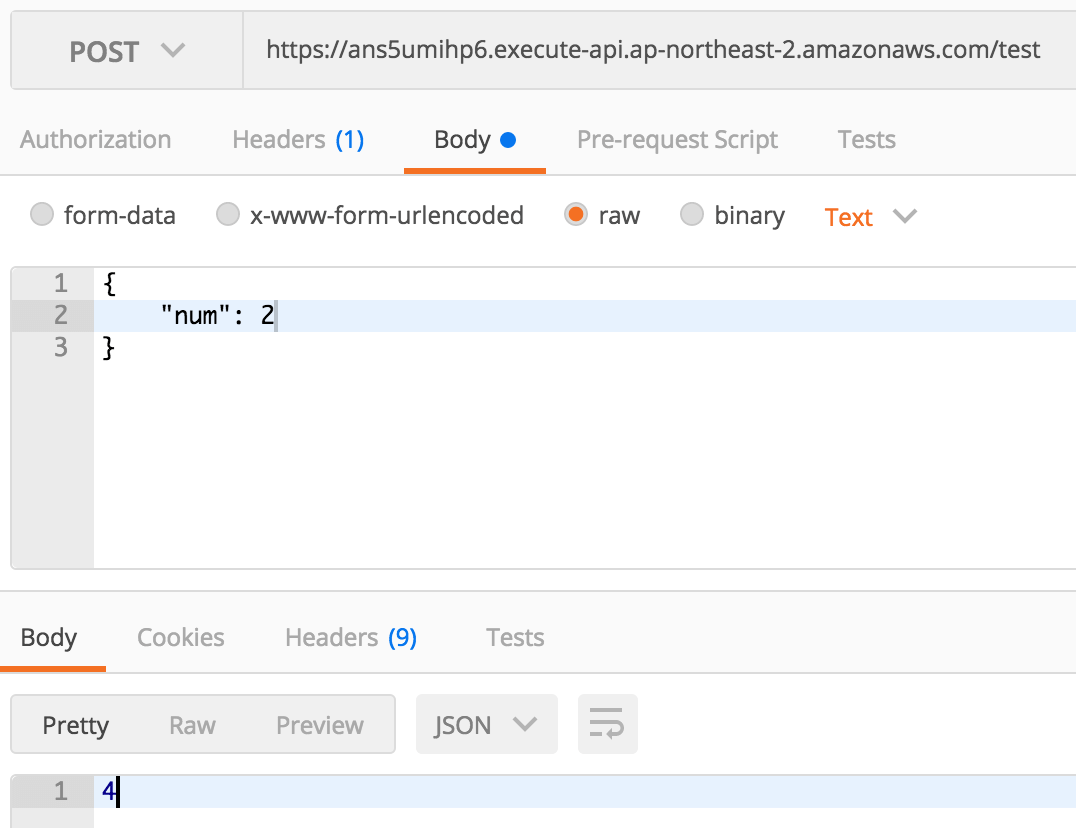 POST https://ans5umihp6.execute-api.ap-northeast-2.amazonaws.com/test
Authorization Headers (1) Body Pre-request Script Tests
form-data x-www-form-urlencoded raw binary Text
1 {
2 "num": 2
3 }
Body Cookies Headers (9) Tests
Pretty Raw Preview JSON
1 4